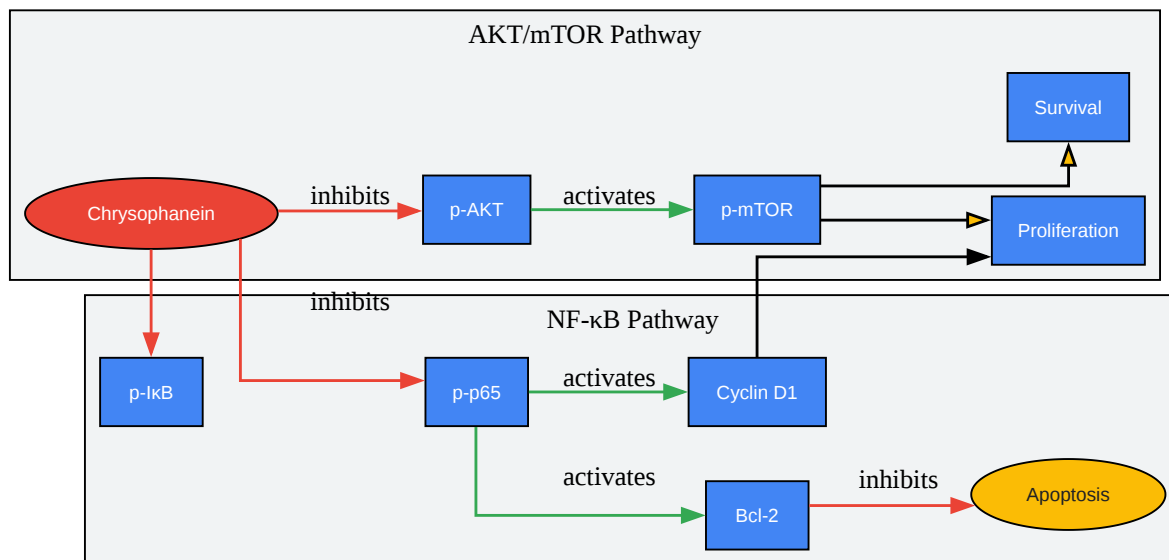 AKT/mTOR Pathway
Survival
Chrysophanein
inhibits
p-AKT
activates
p-mTOR
Proliferation
inhibits
NF-κB Pathway
p-IκB
p-p65
activates
Cyclin D1
activates
Bcl-2
inhibits
Apoptosis